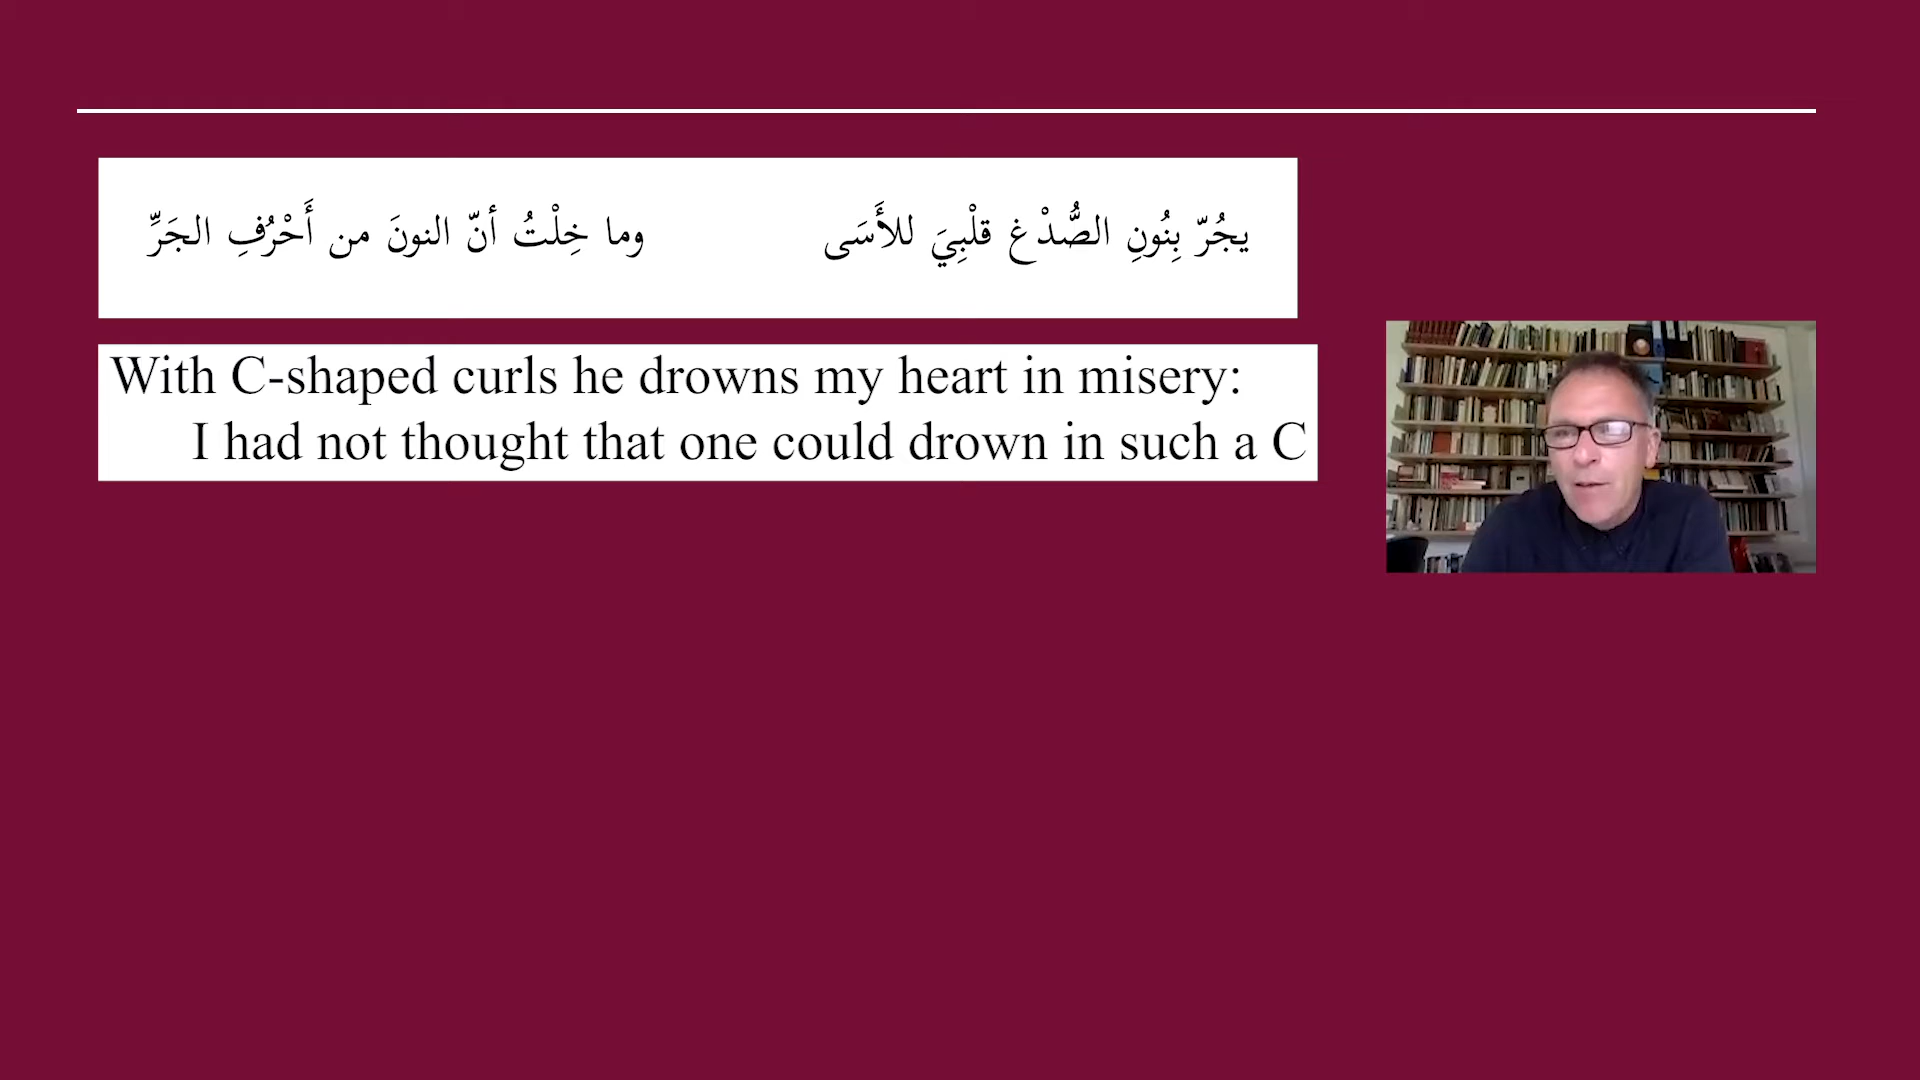 يجُرّ بِنُونِ الصُّدْغ قلْبِيَ للأَسَى وما خِلْتُ أنّ النونَ من أَحْرُفِ الجَرِّ
With C-shaped curls he drowns my heart in misery:
I had not thought that one could drown in such a C